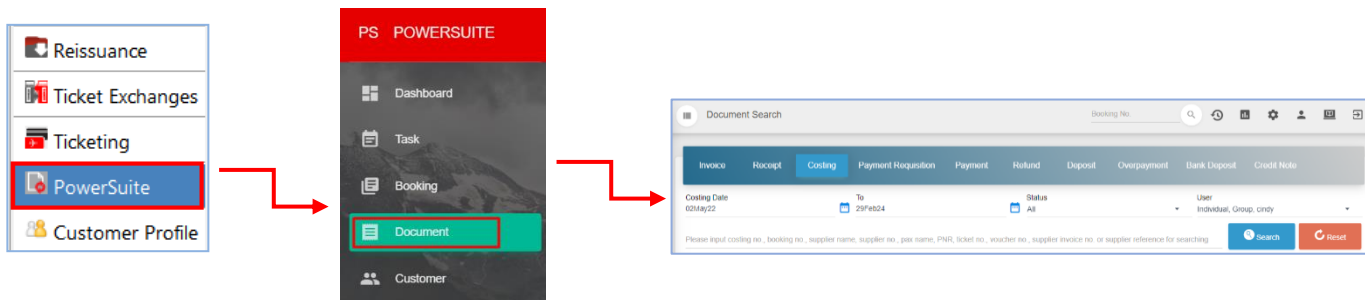 Reissuance
Ticket Exchanges
Ticketing
PowerSuite
Customer Profile
PS POWERSUITE
Dashboard
Task
Booking
Document
Customer
Document Search
Booking No.
Invoice Receipt Costing Payment Requisition Payment Refund Deposit Overpayment Bank Deposit Credit Note
Costing Date To Status User
02May22 29Feb24 All Individual, Group, cindy
Please input costing no., booking no., supplier name, supplier no., pax name, PNR, ticket no., voucher no., supplier invoice no. or supplier reference for searching Search Reset